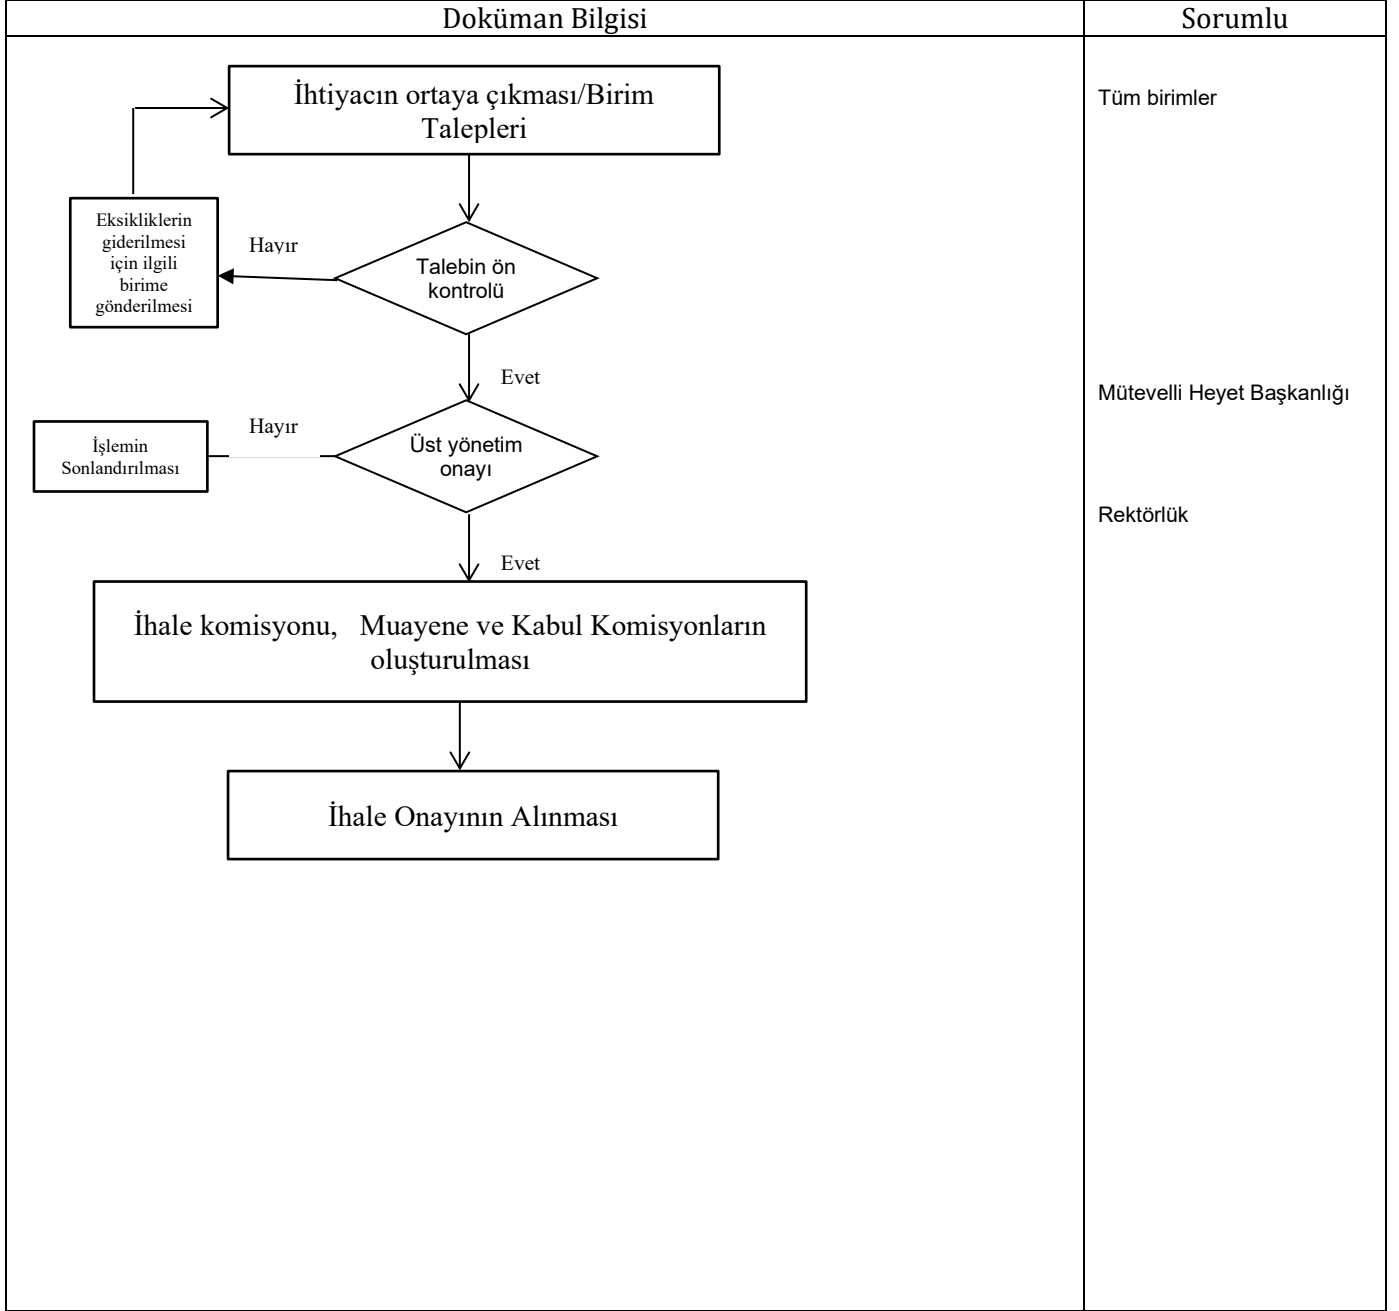 Doküman Bilgisi
Sorumlu
İhtiyacın ortaya çıkması/Birim
Talepleri
Tüm birimler
Eksikliklerin
giderilmesi
için ilgili
birime
gönderilmesi
Hayır
Talebin ön
kontrolü
Evet
Mütevelli Heyet Başkanlığı
İşlemin
Sonlandırılması
Hayır
Üst yönetim
onayı
Rektörlük
Evet
İhale komisyonu,   Muayene ve Kabul Komisyonların
oluşturulması
İhale Onayının Alınması